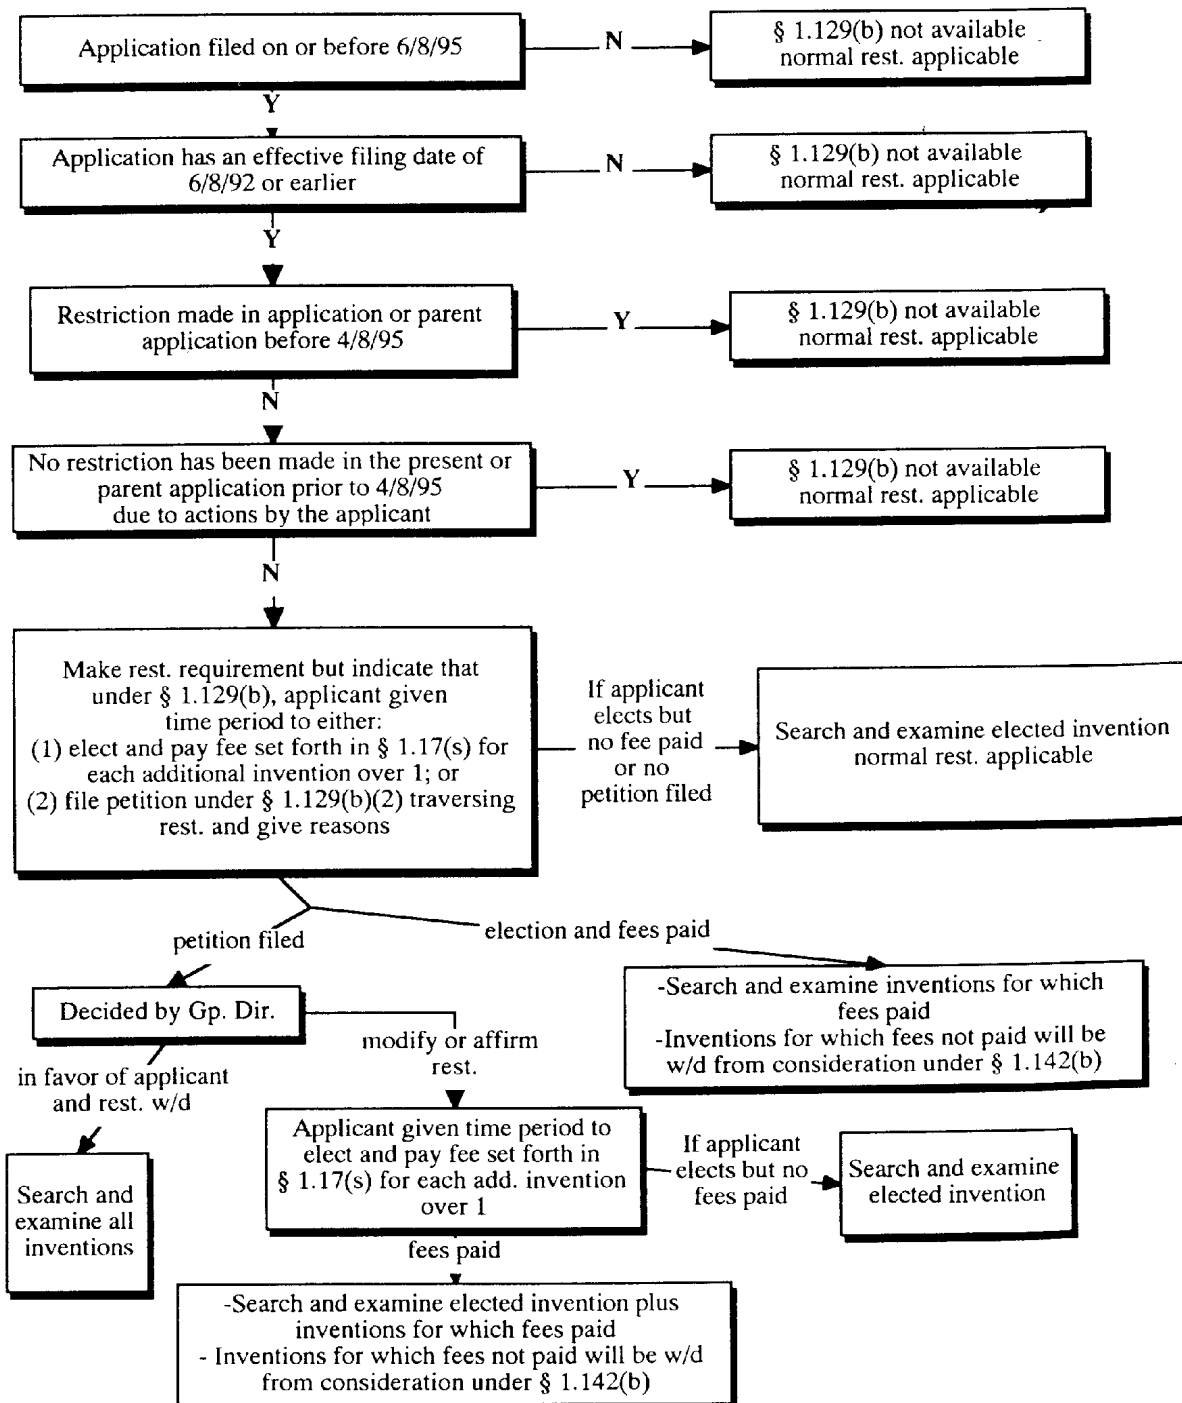 Application filed on or before 6/8/95
N
§ 1.129(b) not available
normal rest. applicable
Y
Application has an effective filing date of
6/8/92 or earlier
N
§ 1.129(b) not available
normal rest. applicable
Y
Restriction made in application or parent
application before 4/8/95
Y
§ 1.129(b) not available
normal rest. applicable
N
No restriction has been made in the present or
parent application prior to 4/8/95
due to actions by the applicant
Y
§ 1.129(b) not available
normal rest. applicable
N
Make rest. requirement but indicate that
under § 1.129(b), applicant given
time period to either:
(1) elect and pay fee set forth in § 1.17(s) for
each additional invention over 1; or
(2) file petition under § 1.129(b)(2) traversing
rest. and give reasons
If applicant
elects but
no fee paid
or no
petition filed
Search and examine elected invention
normal rest. applicable
petition filed
election and fees paid
Decided by Gp. Dir.
-Search and examine inventions for which
fees paid
-Inventions for which fees not paid will be
w/d from consideration under § 1.142(b)
modify or affirm
rest.
in favor of applicant
and rest. w/d
Applicant given time period to
elect and pay fee set forth in
§ 1.17(s) for each add. invention
over 1
If applicant
elects but no
fees paid
Search and examine
elected invention
Search and
examine all
inventions
fees paid
-Search and examine elected invention plus
inventions for which fees paid
- Inventions for which fees not paid will be w/d
from consideration under § 1.142(b)